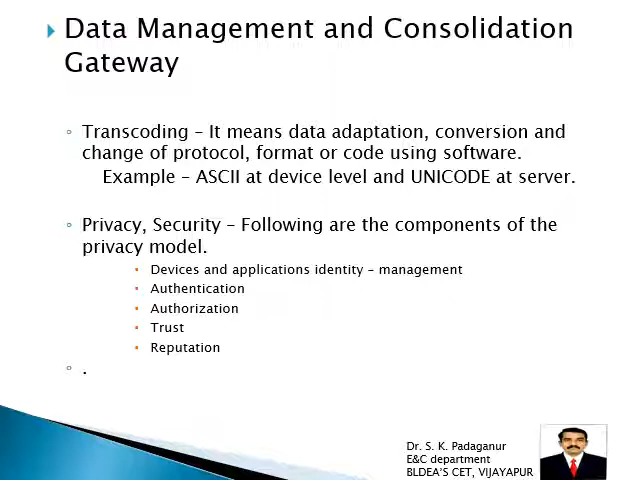 Data Management and Consolidation
Gateway
Transcoding – It means data adaptation, conversion and
change of protocol, format or code using software.
Example – ASCII at device level and UNICODE at server.
Privacy, Security – Following are the components of the
privacy model.
Devices and applications identity – management
Authentication
Authorization
Trust
Reputation
.
Dr. S. K. Padaganur
E&C department
BLDEA'S CET, VIJAYAPUR